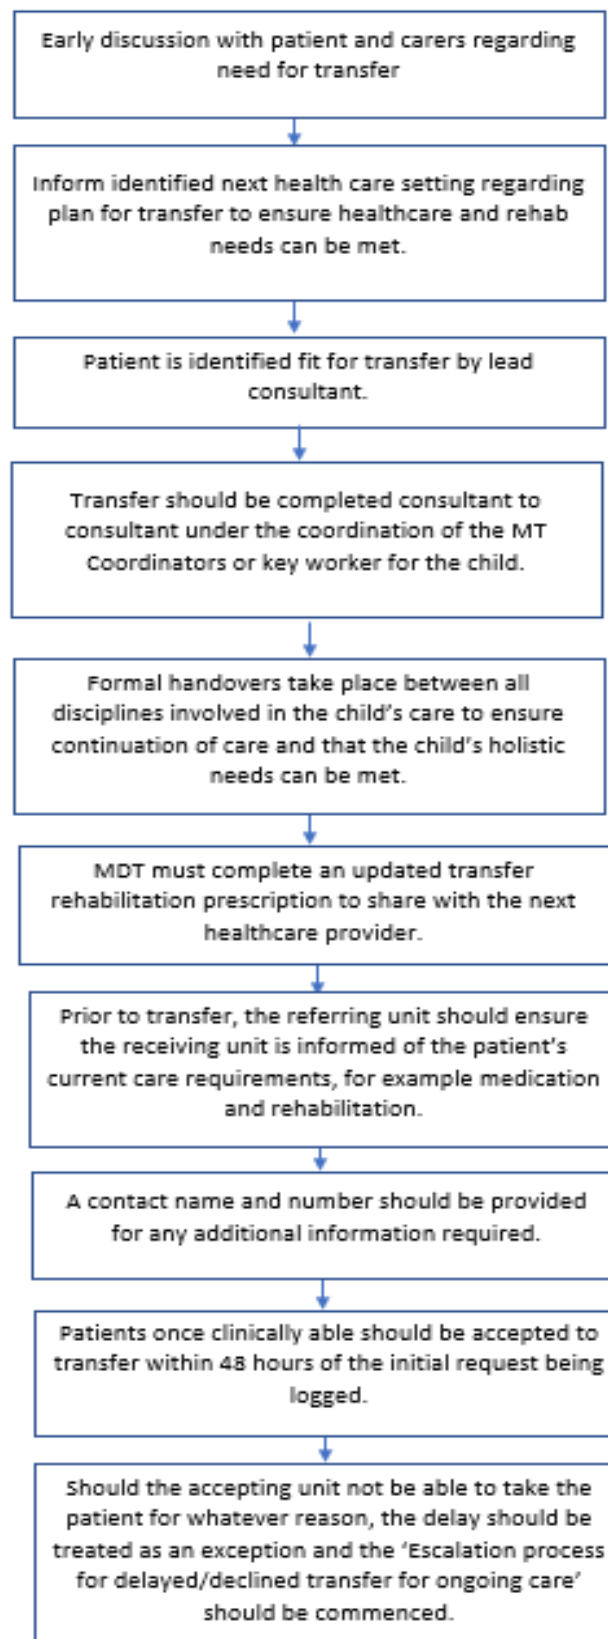 Early discussion with patient and carers regarding
need for transfer
Inform identified next health care setting regarding
plan for transfer to ensure healthcare and rehab
needs can be met.
Patient is identified fit for transfer by lead
consultant.
Transfer should be completed consultant to
consultant under the coordination of the MT
Coordinators or key worker for the child.
Formal handovers take place between all
disciplines involved in the child's care to ensure
continuation of care and that the child's holistic
needs can be met.
MDT must complete an updated transfer
rehabilitation prescription to share with the next
healthcare provider.
Prior to transfer, the referring unit should ensure
the receiving unit is informed of the patient's
current care requirements, for example medication
and rehabilitation.
A contact name and number should be provided
for any additional information required.
Patients once clinically able should be accepted to
transfer within 48 hours of the initial request being
logged.
Should the accepting unit not be able to take the
patient for whatever reason, the delay should be
treated as an exception and the 'Escalation process
for delayed/declined transfer for ongoing care'
should be commenced.